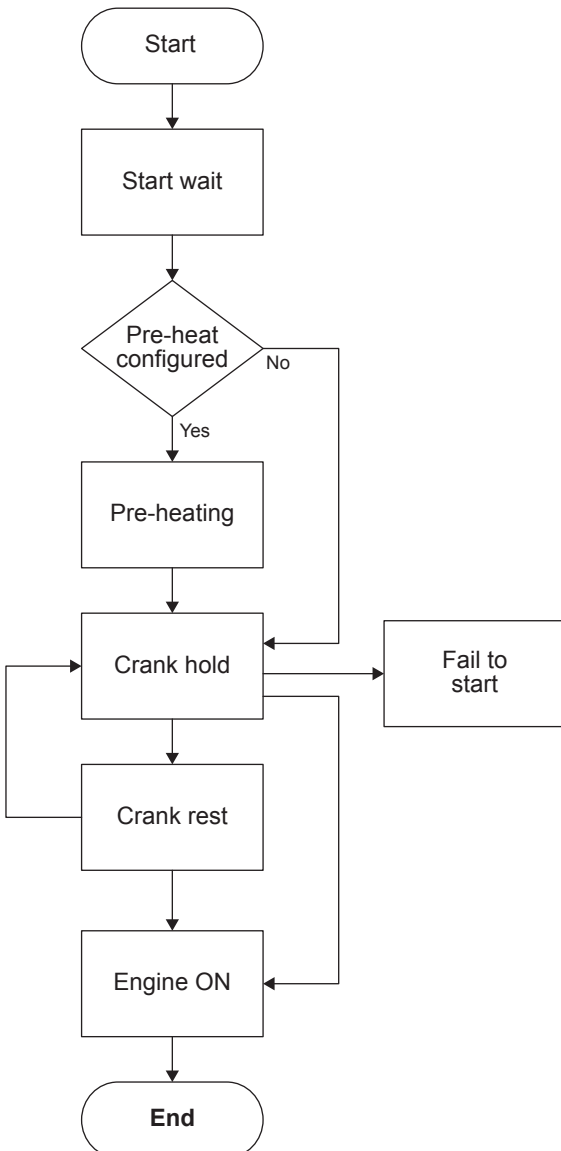 Start
Start wait
Pre-heat
configured
No
Yes
Pre-heating
Crank hold
Fail to
start
Crank rest
Engine ON
End